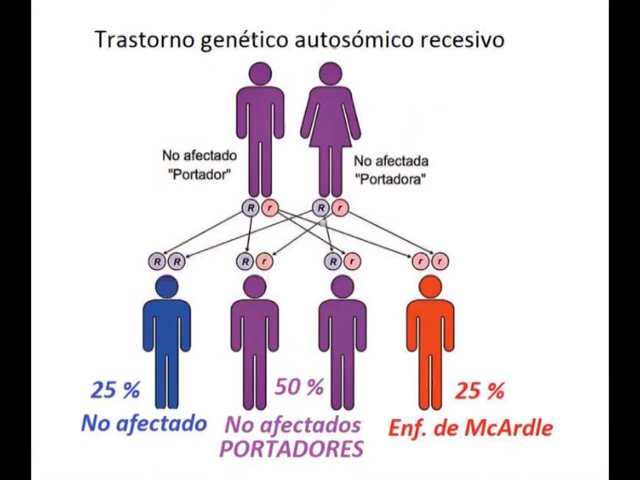 Trastorno genético autosómico recesivo
No afectado
"Portador"
No afectada
"Portadora"
R r R r
R R R r R r r r
25 %
No afectado
50 %
No afectados
PORTADORES
25 %
Enf. de McArdle